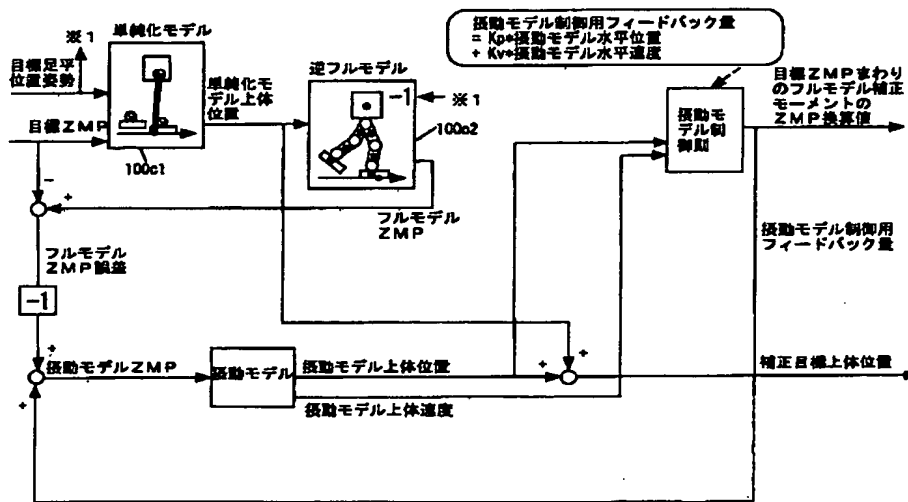 摂動モデル制御用フィードバック量
= Kp*摂動モデル水平位置
+ Kv*摂動モデル水平速度
※1
単純化モデル
目標足平
位置姿勢
目標ZMP
100c1
単純化モ
デル上体
位置
逆フルモデル
-1
※1
100c2
摂動モ
デル制
御則
目標ZMPまわり
のフルモデル補正
モーメントの
ZMP換算値
-
+
フルモデル
ZMP
フルモデル
ZMP誤差
-1
摂動モデル制御用
フィードバック量
+
+
摂動モデルZMP
摂動モデル
摂動モデル上体位置
摂動モデル上体速度
+
+
補正目標上体位置